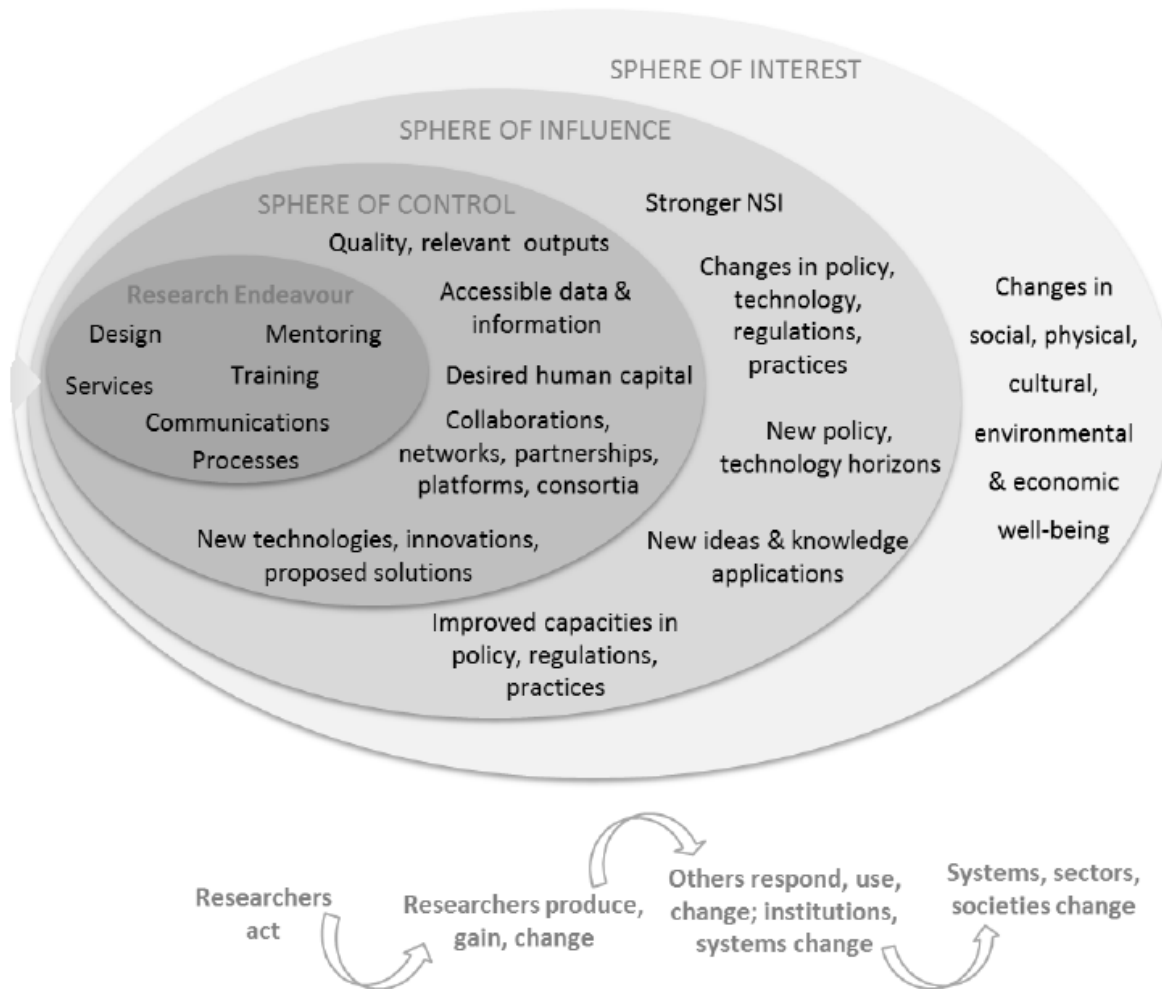 SPHERE OF INTEREST
SPHERE OF INFLUENCE
SPHERE OF CONTROL
Research Endeavour
Design
Mentoring
Services
Training
Communications
Processes
Quality, relevant outputs
Accessible data &
information
Desired human capital
Collaborations,
networks, partnerships,
platforms, consortia
New technologies, innovations,
proposed solutions
Stronger NSI
Changes in policy,
technology,
regulations,
practices
New policy,
technology horizons
New ideas & knowledge
applications
Improved capacities in
policy, regulations,
practices
Changes in
social, physical,
cultural,
environmental
& economic
well-being
Researchers
act
Researchers produce,
gain, change
Others respond, use,
change; institutions,
systems change
Systems, sectors,
societies change